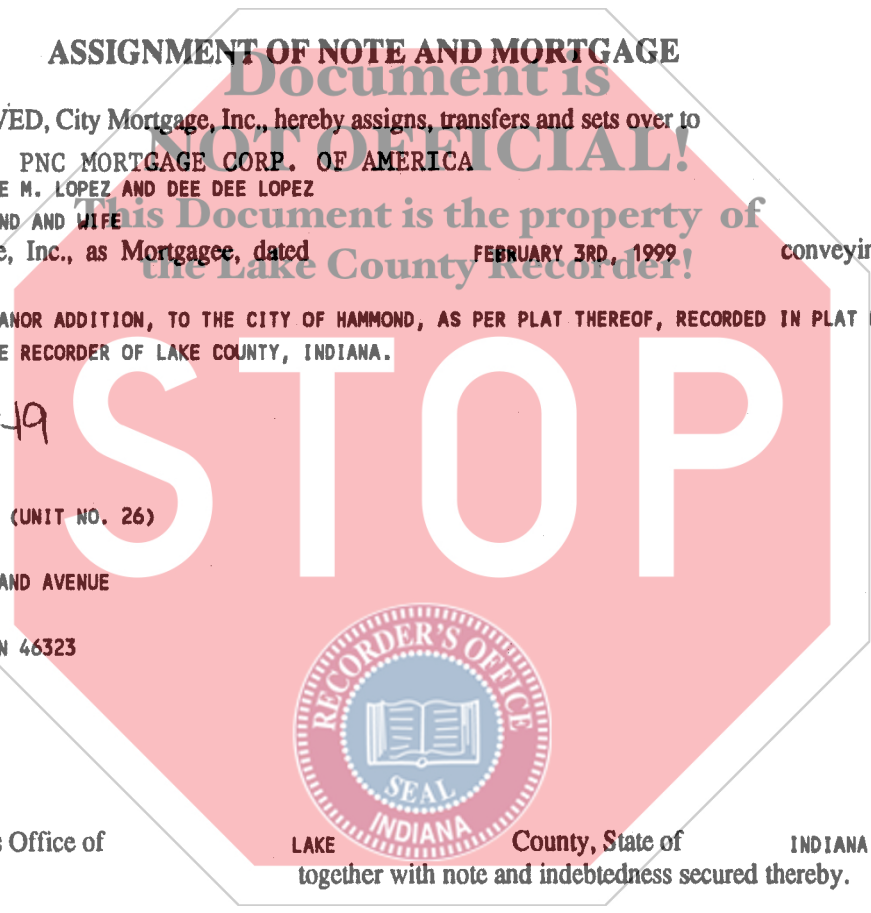 ASSIGNMENT OF NOTE AND MORTGAGE
Document is
VED, City Mortgage, Inc., hereby assigns, transfers and sets over to
NOT OFFICIAL!
PNC MORTGAGE CORP. OF AMERICA
E M. LOPEZ AND DEE DEE LOPEZ
ND AND WIFE
This Document is the property of
e, Inc., as Mortgagee, dated FEBRUARY 3RD, 1999 conveyin
the Lake County Recorder!
ANOR ADDITION, TO THE CITY OF HAMMOND, AS PER PLAT THEREOF, RECORDED IN PLAT
E RECORDER OF LAKE COUNTY, INDIANA.
STOP
49
(UNIT NO. 26)
AND AVENUE
N 46323
RECORDER'S OFFICE
SEAL
INDIANA
Office of LAKE County, State of INDIANA
together with note and indebtedness secured thereby.